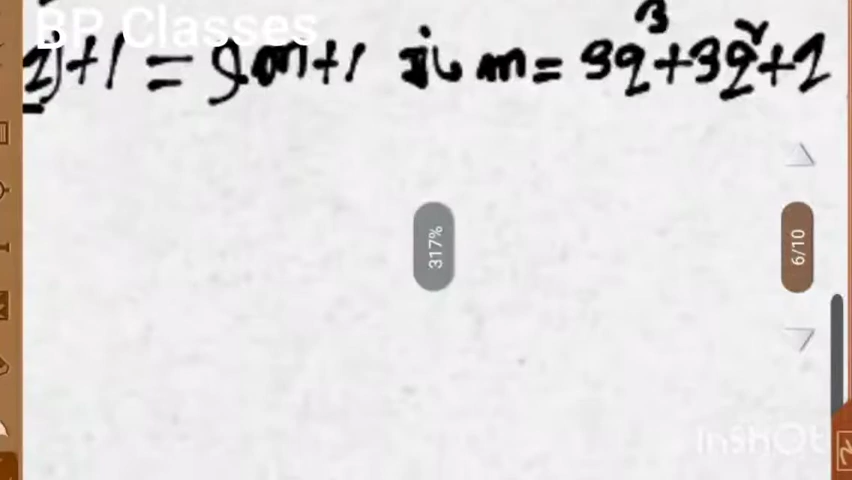 BP Classes
q)+1 = 9m+1 m = 3q³+3q²+q
317%
6/10
InShOt